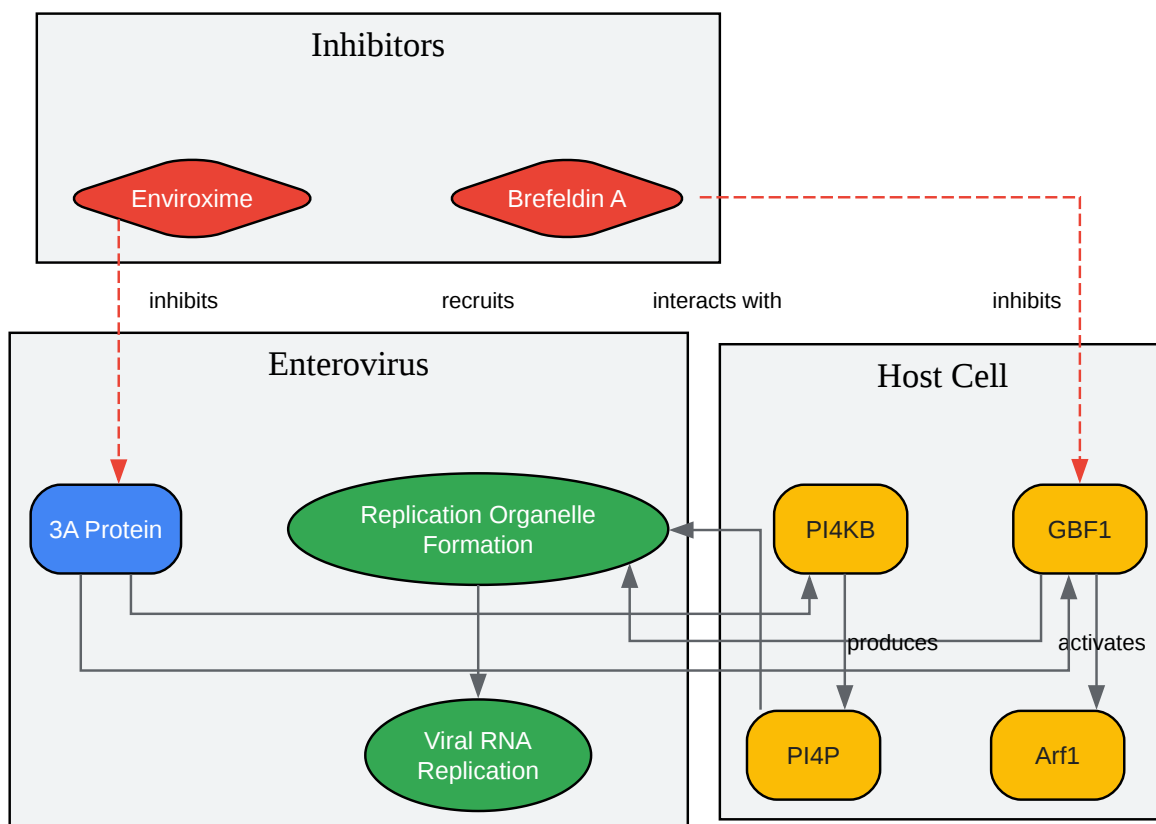 Inhibitors
Enviroxime
Brefeldin A
inhibits
recruits
interacts with
inhibits
Enterovirus
Host Cell
3A Protein
Replication Organelle
Formation
PI4KB
GBF1
produces
activates
Viral RNA
Replication
PI4P
Arf1